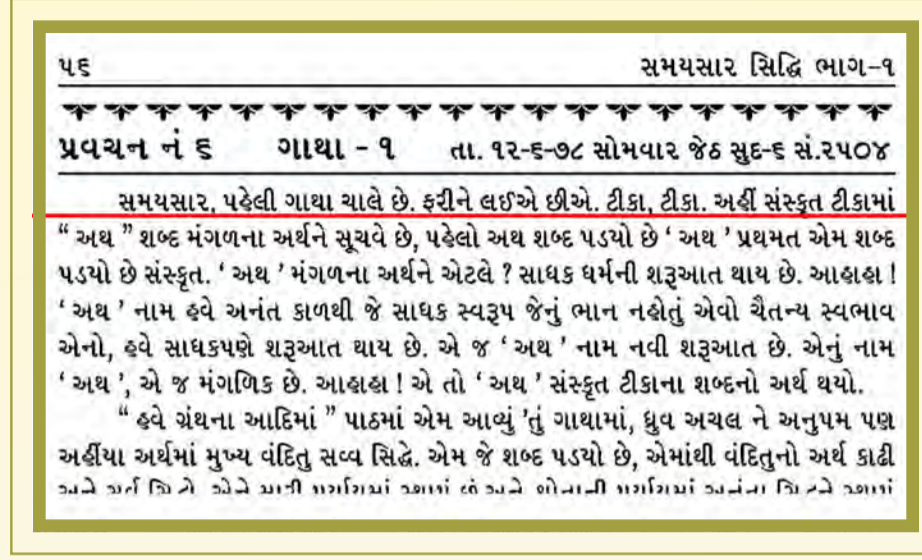 ૫૬ સમયસાર સિદ્ધિ ભાગ–૧
પ્રવચન નં ૬ ગાથા - ૧ તા. ૧૨-૬-૭૮ સોમવાર જેઠ સુદ-૬ સં.૨૫૦૪
સમયસાર, પહેલી ગાથા ચાલે છે. ફરીને લઈએ છીએ. ટીકા, ટીકા. અહીં સંસ્કૃત ટીકામાં
“ અથ ” શબ્દ મંગળના અર્થને સૂચવે છે, પહેલો અથ શબ્દ પડયો છે ‘ અથ ’ પ્રથમત એમ શબ્દ
પડયો છે સંસ્કૃત. ‘ અથ ’ મંગળના અર્થને એટલે ? સાધક ધર્મની શરૂઆત થાય છે. આહાહા !
‘ અથ ’ નામ હવે અનંત કાળથી જે સાધક સ્વરૂપ જેનું ભાન નહોતું એવો ચૈતન્ય સ્વભાવ
એનો, હવે સાધકપણે શરૂઆત થાય છે. એ જ ‘ અથ ’ નામ નવી શરૂઆત છે. એનું નામ
‘ અથ ’, એ જ મંગળિક છે. આહાહા ! એ તો ‘ અથ ’ સંસ્કૃત ટીકાના શબ્દનો અર્થ થયો.
“ હવે ગ્રંથના આદિમાં ” પાઠમાં એમ આવ્યું ’તું ગાથામાં, ધ્રુવ અચલ ને અનુપમ પણ
અહીંયા અર્થમાં મુખ્ય વંદિતુ સવ્વ સિદ્ધે. એમ જે શબ્દ પડયો છે, એમાંથી વંદિતુનો અર્થ કાઢી